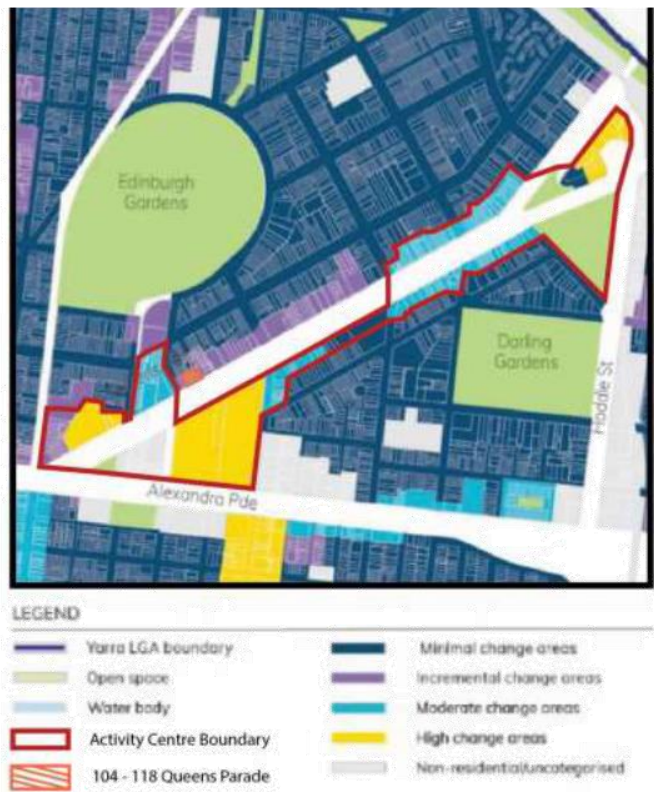 Edinburgh
Gardens
Darling
Gardens
Hoddle St
Alexandra Pde
LEGEND
Yarra LGA boundary
Open space
Water body
Activity Centre Boundary
104 - 118 Queens Parade
Minimal change areas
Incremental change areas
Moderate change areas
High change areas
Non-residential/uncategorised